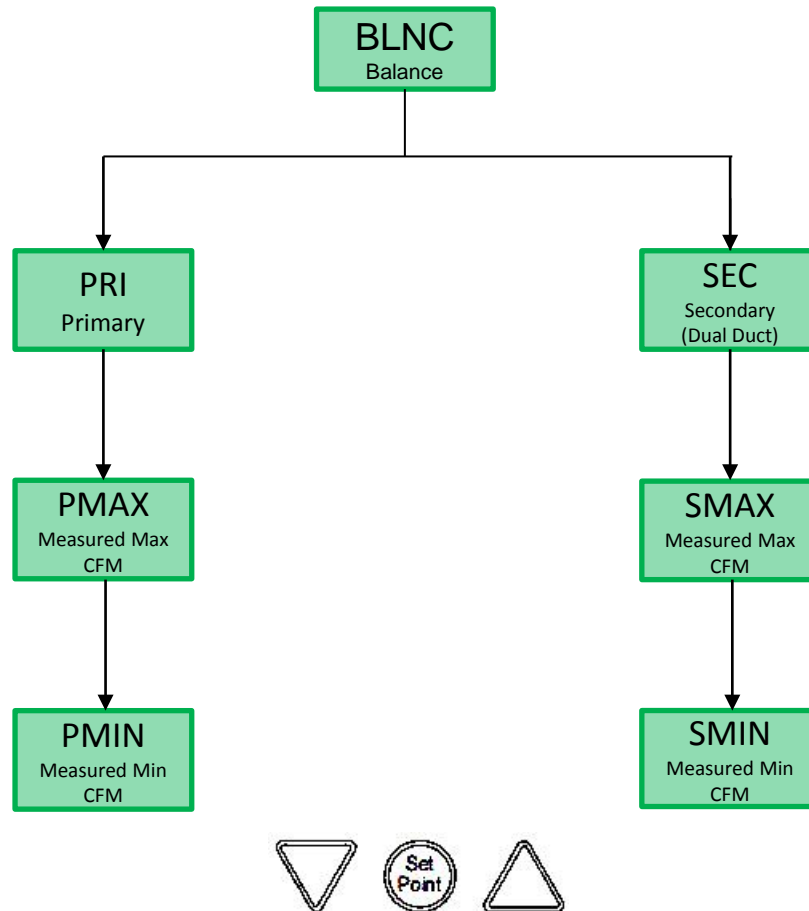 BLNC
Balance
PRI
Primary
SEC
Secondary
(Dual Duct)
PMAX
Measured Max
CFM
SMAX
Measured Max
CFM
PMIN
Measured Min
CFM
SMIN
Measured Min
CFM
Set
Point